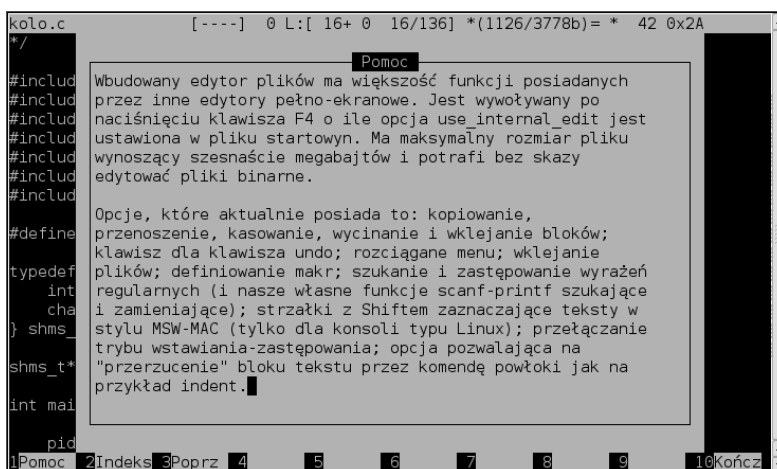 kolo.c [----] 0 L:[ 16+ 0 16/136] *(1126/3778b)= * 42 0x2A
*/
Pomoc
#includ Wbudowany edytor plików ma większość funkcji posiadanych
#includ przez inne edytory pełno-ekranowe. Jest wywoływany po
#includ naciśnięciu klawisza F4 o ile opcja use_internal_edit jest
#includ ustawiona w pliku startowyn. Ma maksymalny rozmiar pliku
#includ wynoszący szesnaście megabajtów i potrafi bez skazy
#includ edytować pliki binarne.
#includ
Opcje, które aktualnie posiada to: kopiowanie,
#define przenoszenie, kasowanie, wycinanie i wklejanie bloków;
klawisz dla klawisza undo; rozciągane menu; wklejanie
typedef plików; definiowanie makr; szukanie i zastępowanie wyrażeń
int regularnych (i nasze własne funkcje scanf-printf szukające
cha i zamieniające); strzałki z Shiftem zaznaczające teksty w
} shms_ stylu MSW-MAC (tylko dla konsoli typu Linux); przełączanie
trybu wstawiania-zastępowania; opcja pozwalająca na
shms_t* "przerzucenie" bloku tekstu przez komendę powłoki jak na
przykład indent.
int mai
pid
1Pomoc 2Indeks 3Poprz 4 5 6 7 8 9 10Kończ